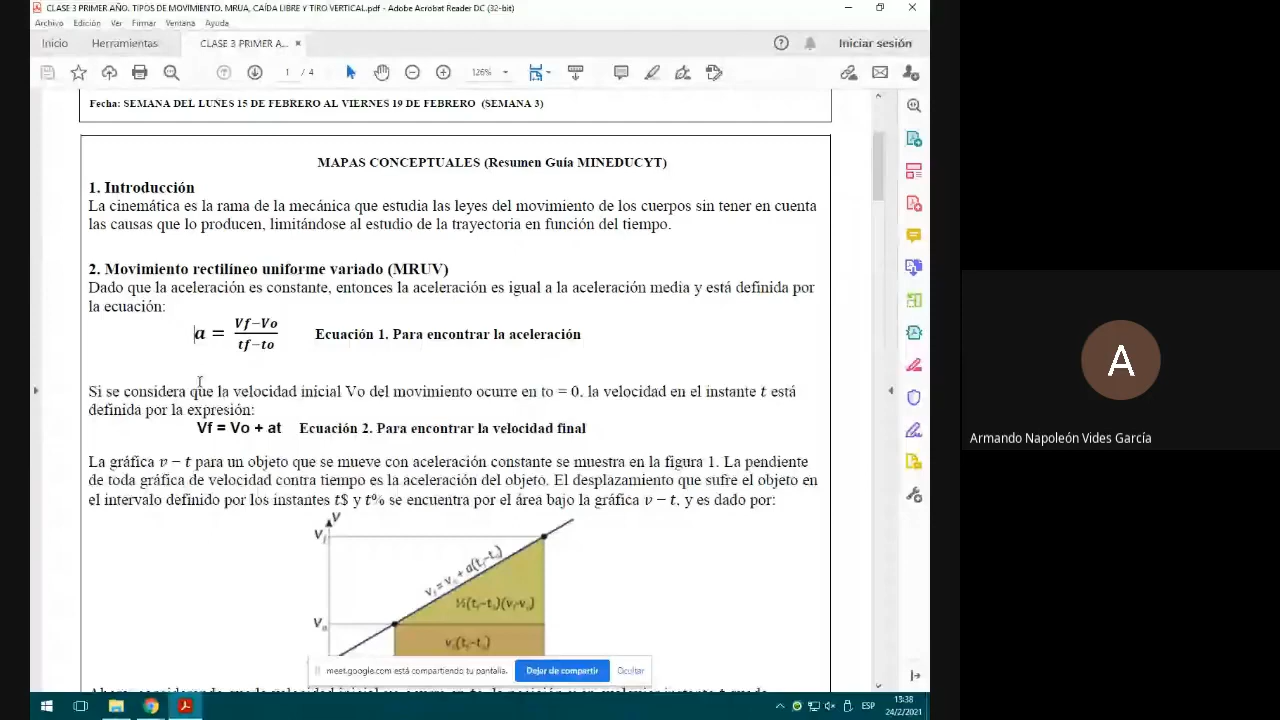 CLASE 3 PRIMER AÑO. TIPOS DE MOVIMIENTO. MRUA, CAÍDA LIBRE Y TIRO VERTICAL.pdf - Adobe Acrobat Reader DC (32-bit)
Archivo Edición Ver Firmar Ventana Ayuda
Inicio Herramientas CLASE 3 PRIMER A... × Iniciar sesión
1 / 4 126%
Fecha: SEMANA DEL LUNES 15 DE FEBRERO AL VIERNES 19 DE FEBRERO (SEMANA 3)
MAPAS CONCEPTUALES (Resumen Guía MINEDUCYT)
1. Introducción
La cinemática es la rama de la mecánica que estudia las leyes del movimiento de los cuerpos sin tener en cuenta
las causas que lo producen, limitándose al estudio de la trayectoria en función del tiempo.
2. Movimiento rectilíneo uniforme variado (MRUV)
Dado que la aceleración es constante, entonces la aceleración es igual a la aceleración media y está definida por
la ecuación:
a = Vf−Vo / tf−to Ecuación 1. Para encontrar la aceleración
Si se considera que la velocidad inicial Vo del movimiento ocurre en to = 0, la velocidad en el instante t está
definida por la expresión:
Vf = Vo + at Ecuación 2. Para encontrar la velocidad final
La gráfica v − t para un objeto que se mueve con aceleración constante se muestra en la figura 1. La pendiente
de toda gráfica de velocidad contra tiempo es la aceleración del objeto. El desplazamiento que sufre el objeto en
el intervalo definido por los instantes t$ y t% se encuentra por el área bajo la gráfica v − t, y es dado por:
V
Vf
½(tf−t0)(vf−v0)
V0
meet.google.com está compartiendo tu pantalla. Dejar de compartir Ocultar
A
Armando Napoleón Vides García
ESP
13:38
24/2/2021